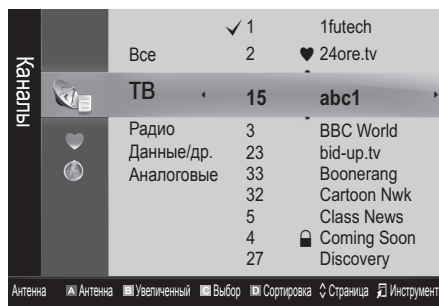 Каналы
✓ 1 1futech
Все 2 ♥ 24ore.tv
ТВ 15 abc1
Радио 3 BBC World
Данные/др. 23 bid-up.tv
Аналоговые 33 Boonerang
32 Cartoon Nwk
5 Class News
4 Coming Soon
27 Discovery
Антенна A Антенна B Увеличенный C Выбор D Сортировка Страница Инструмент